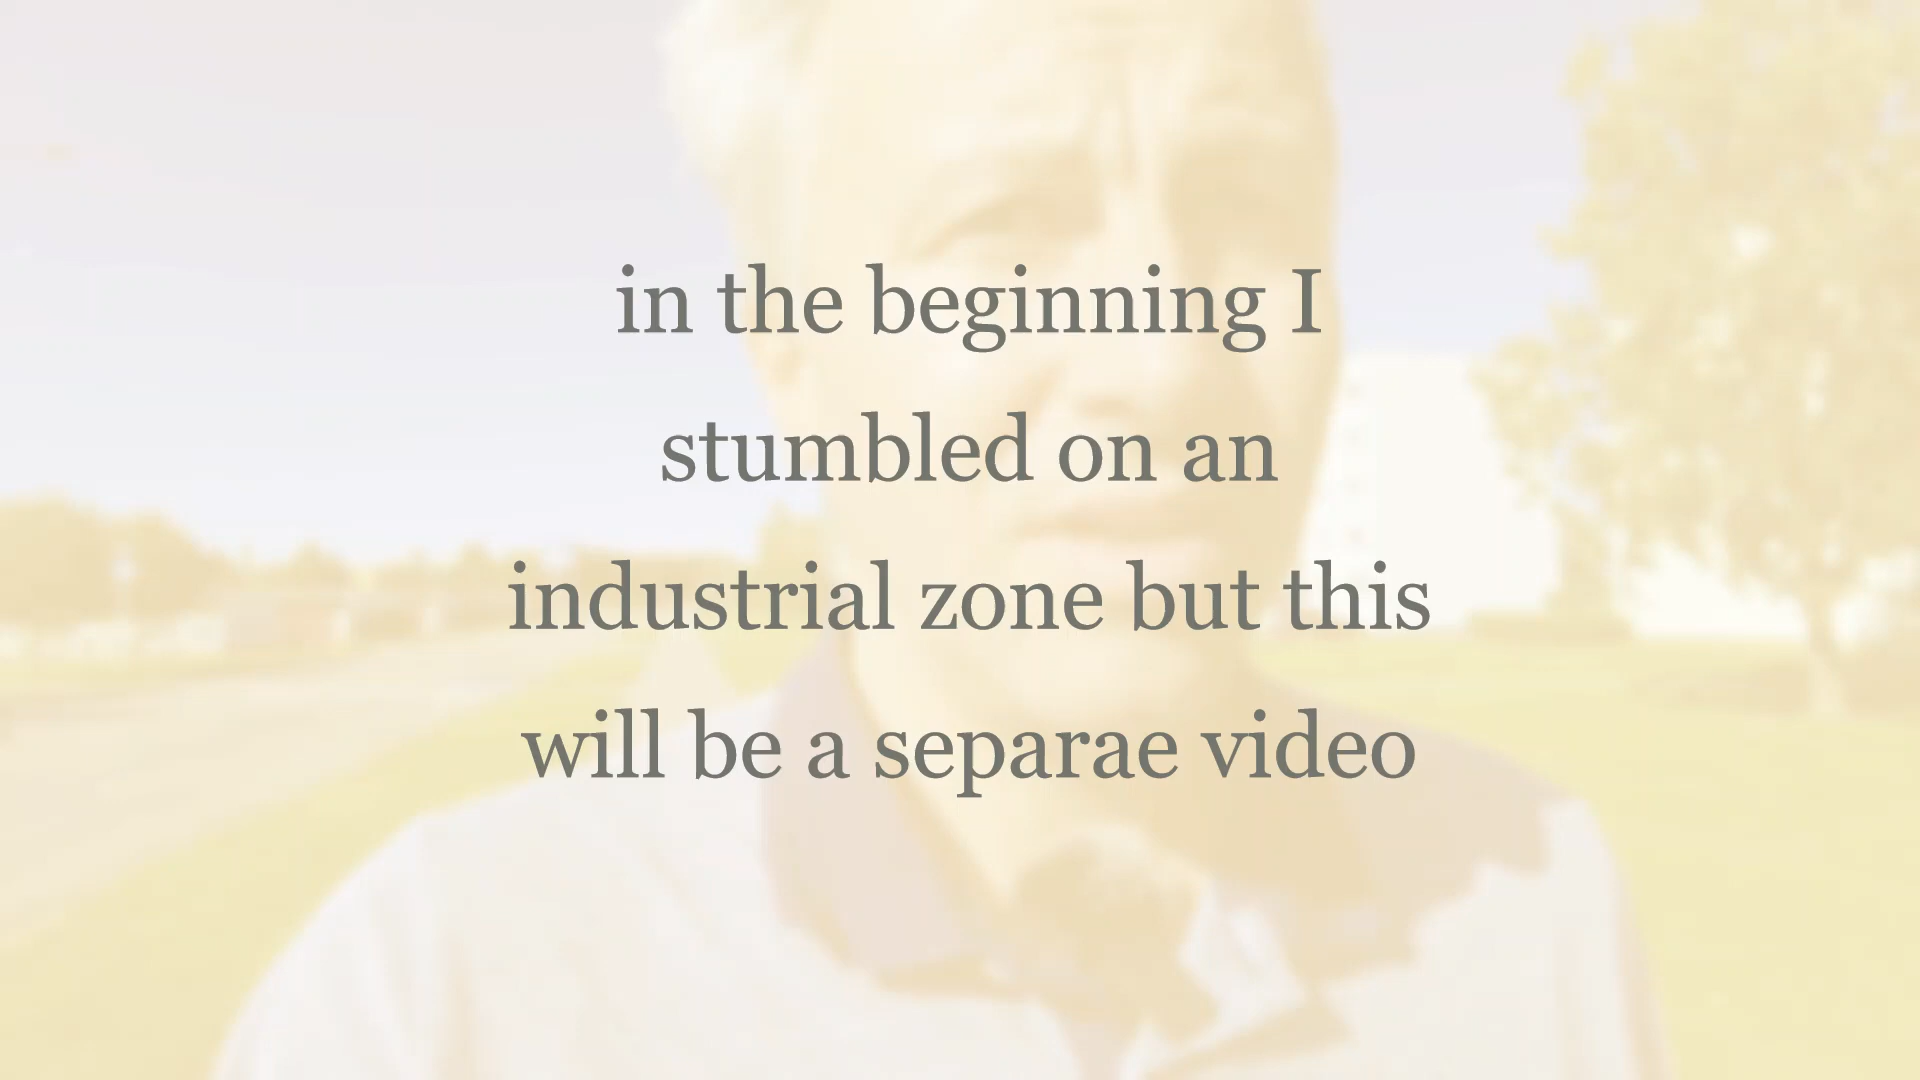 in the beginning I
stumbled on an
industrial zone but this
will be a separae video